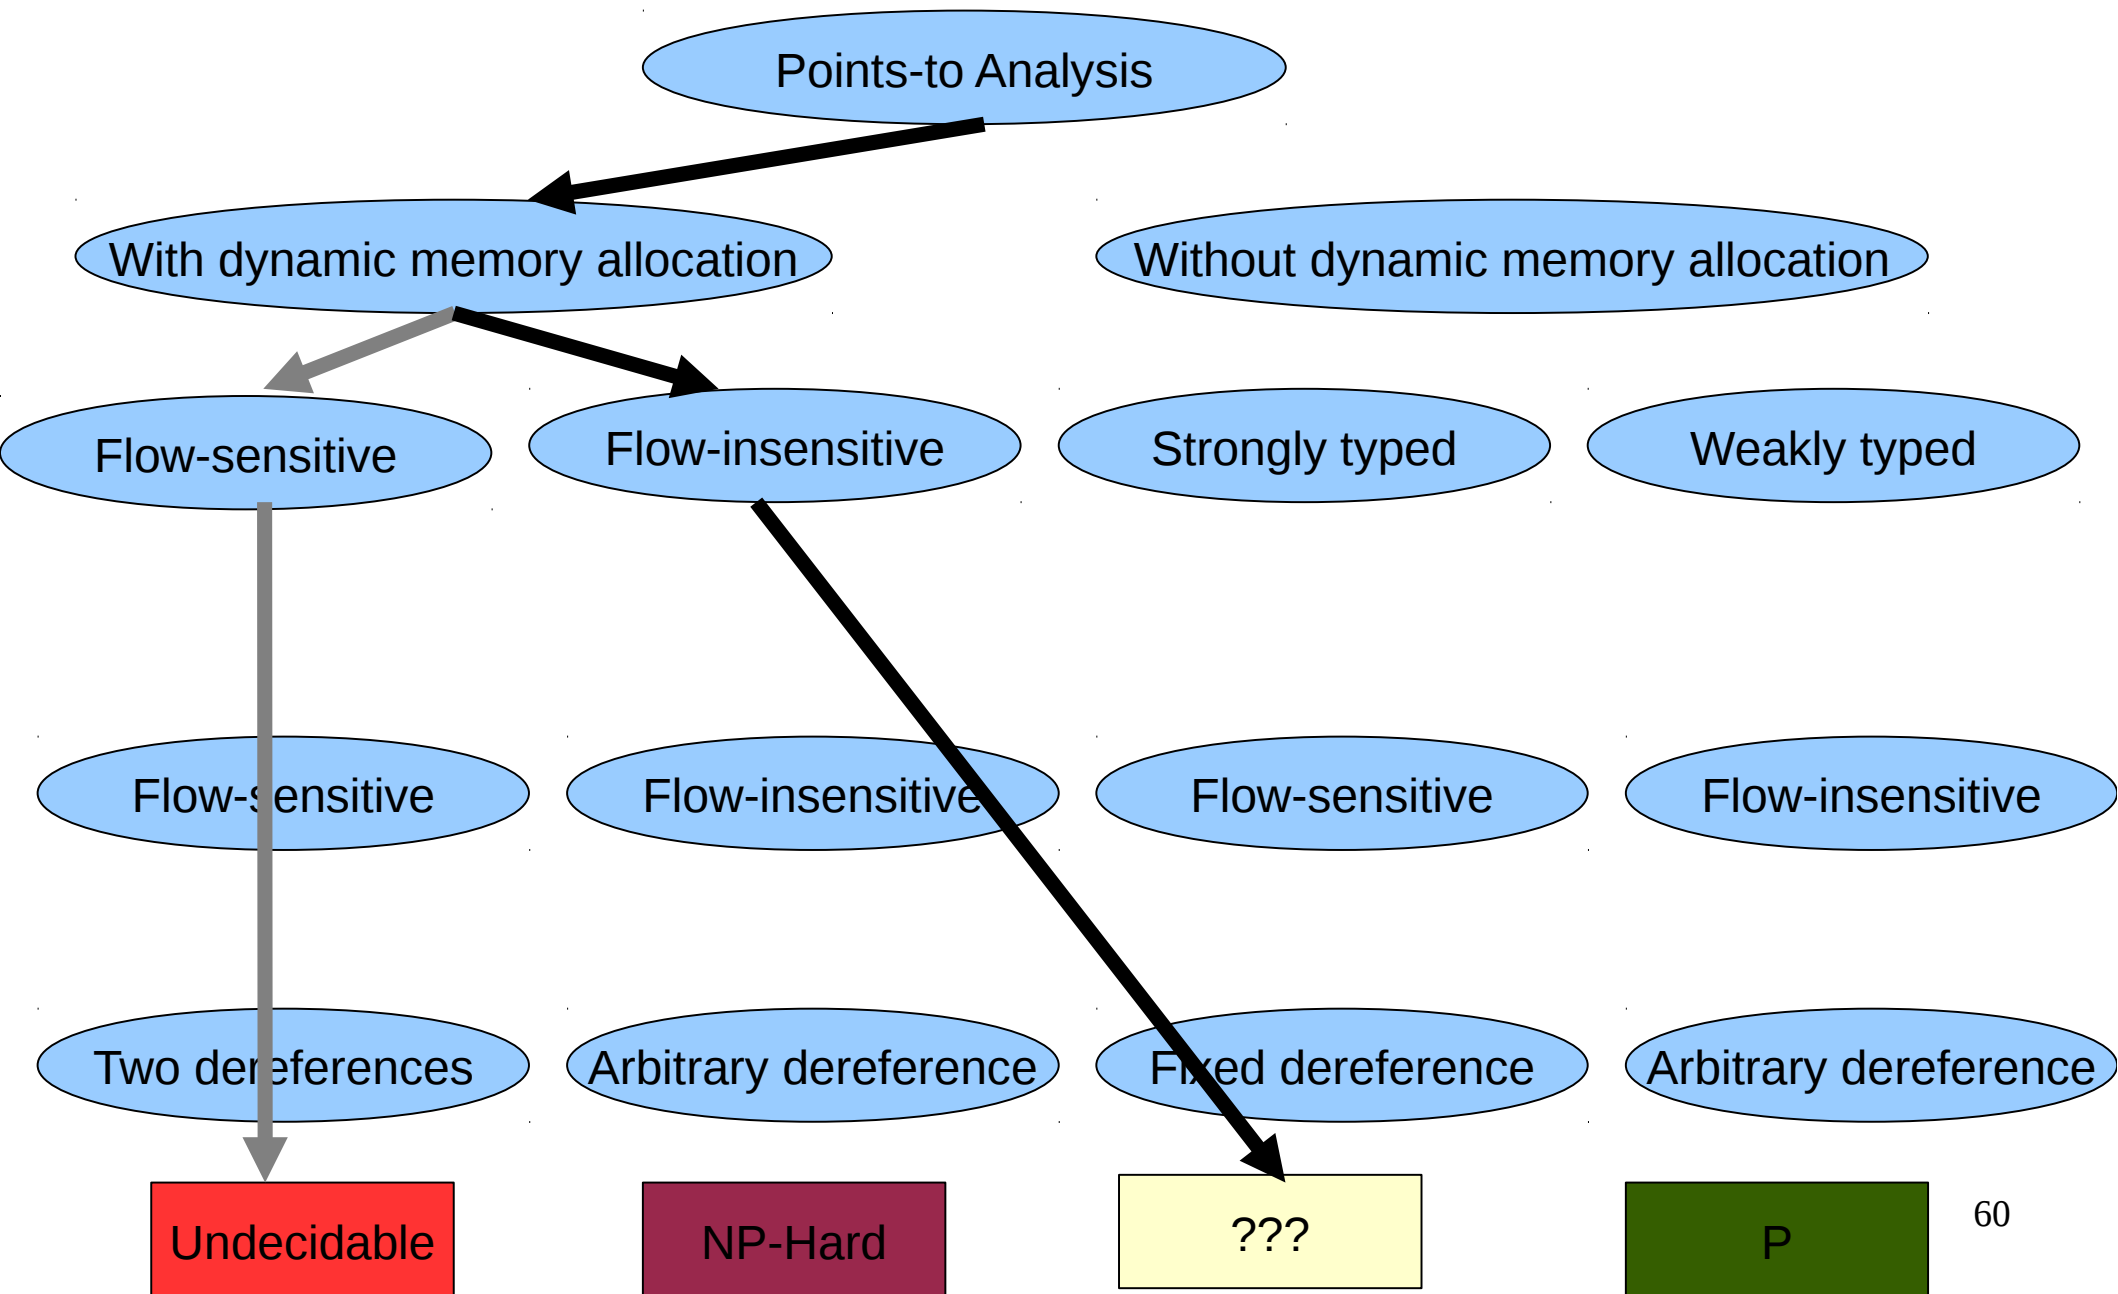 Points-to Analysis
With dynamic memory allocation
Without dynamic memory allocation
Flow-sensitive
Flow-insensitive
Strongly typed
Weakly typed
Flow-sensitive
Flow-insensitive
Flow-sensitive
Flow-insensitive
Two dereferences
Arbitrary dereference
Fixed dereference
Arbitrary dereference
Undecidable
NP-Hard
???
P
60